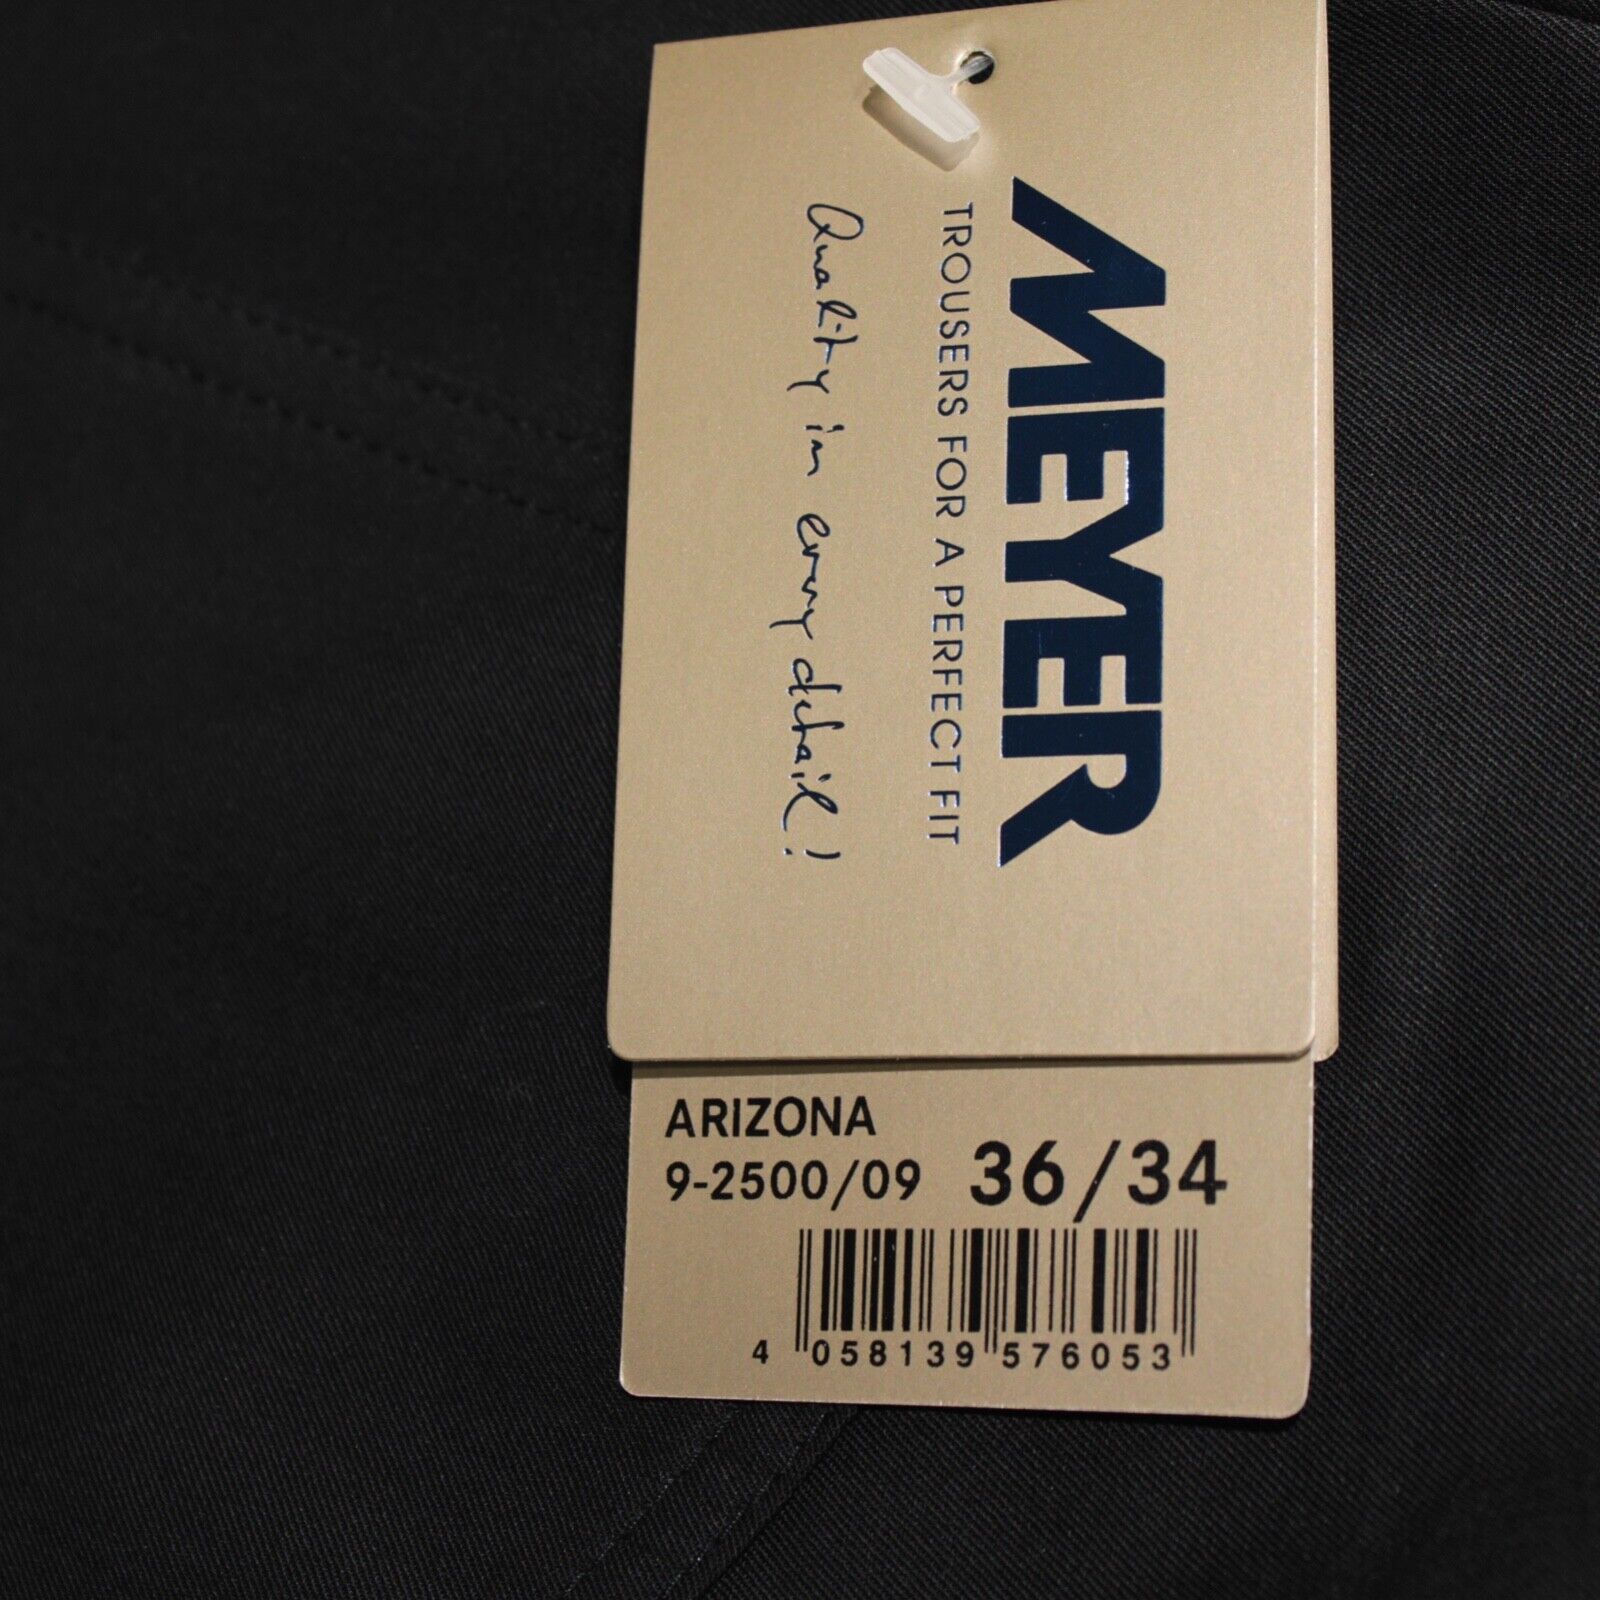 MEYER
TROUSERS FOR A PERFECT FIT
Quality in every detail!
ARIZONA
9-2500/09 36/34
4 058139 576053